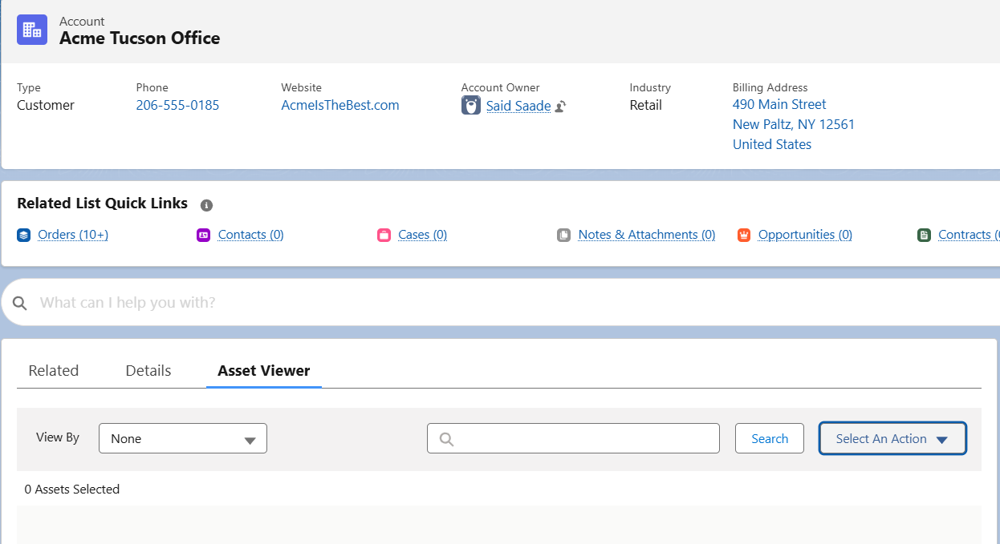 Account
Acme Tucson Office
Type Phone Website Account Owner Industry Billing Address
Customer 206-555-0185 AcmeIsTheBest.com Said Saade Retail 490 Main Street
New Paltz, NY 12561
United States
Related List Quick Links
Orders (10+) Contacts (0) Cases (0) Notes & Attachments (0) Opportunities (0) Contracts (
What can I help you with?
Related Details Asset Viewer
View By None Search Select An Action
0 Assets Selected